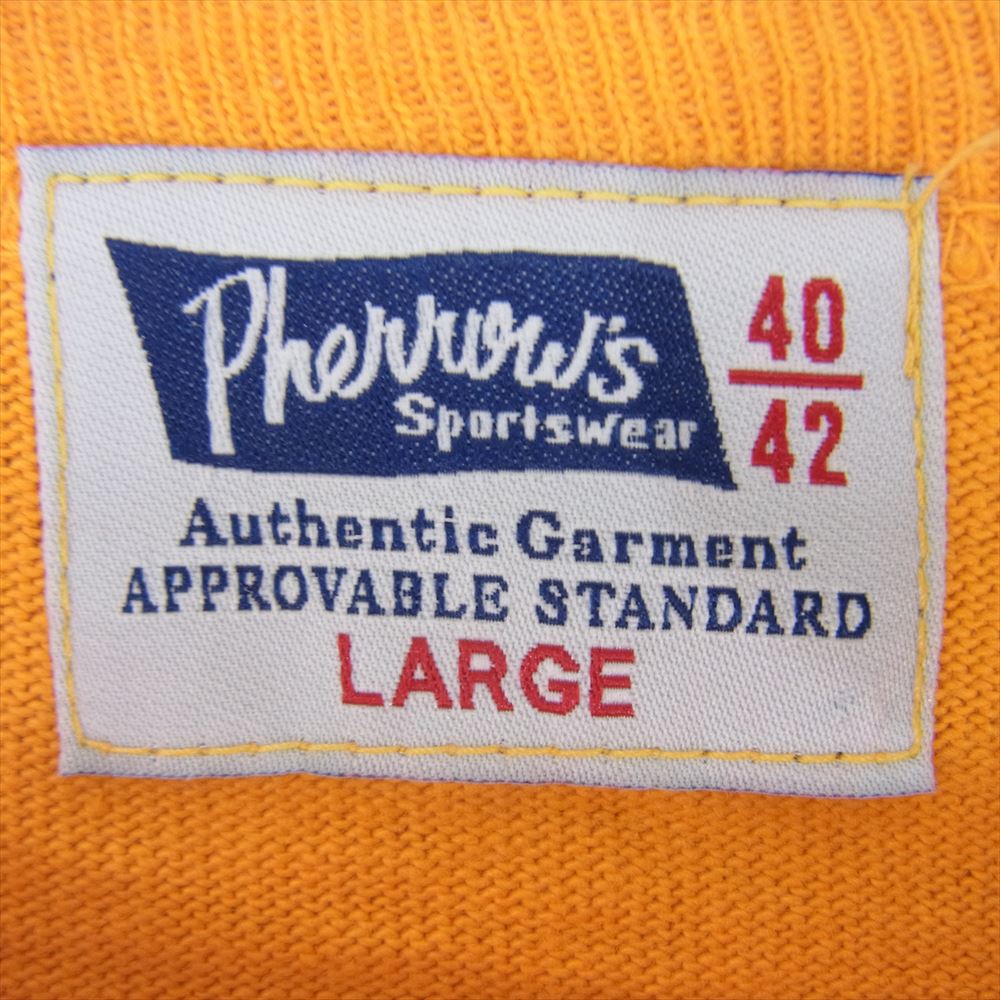 Pherrow's
Sportswear
40
42
Authentic Garment
APPROVABLE STANDARD
LARGE